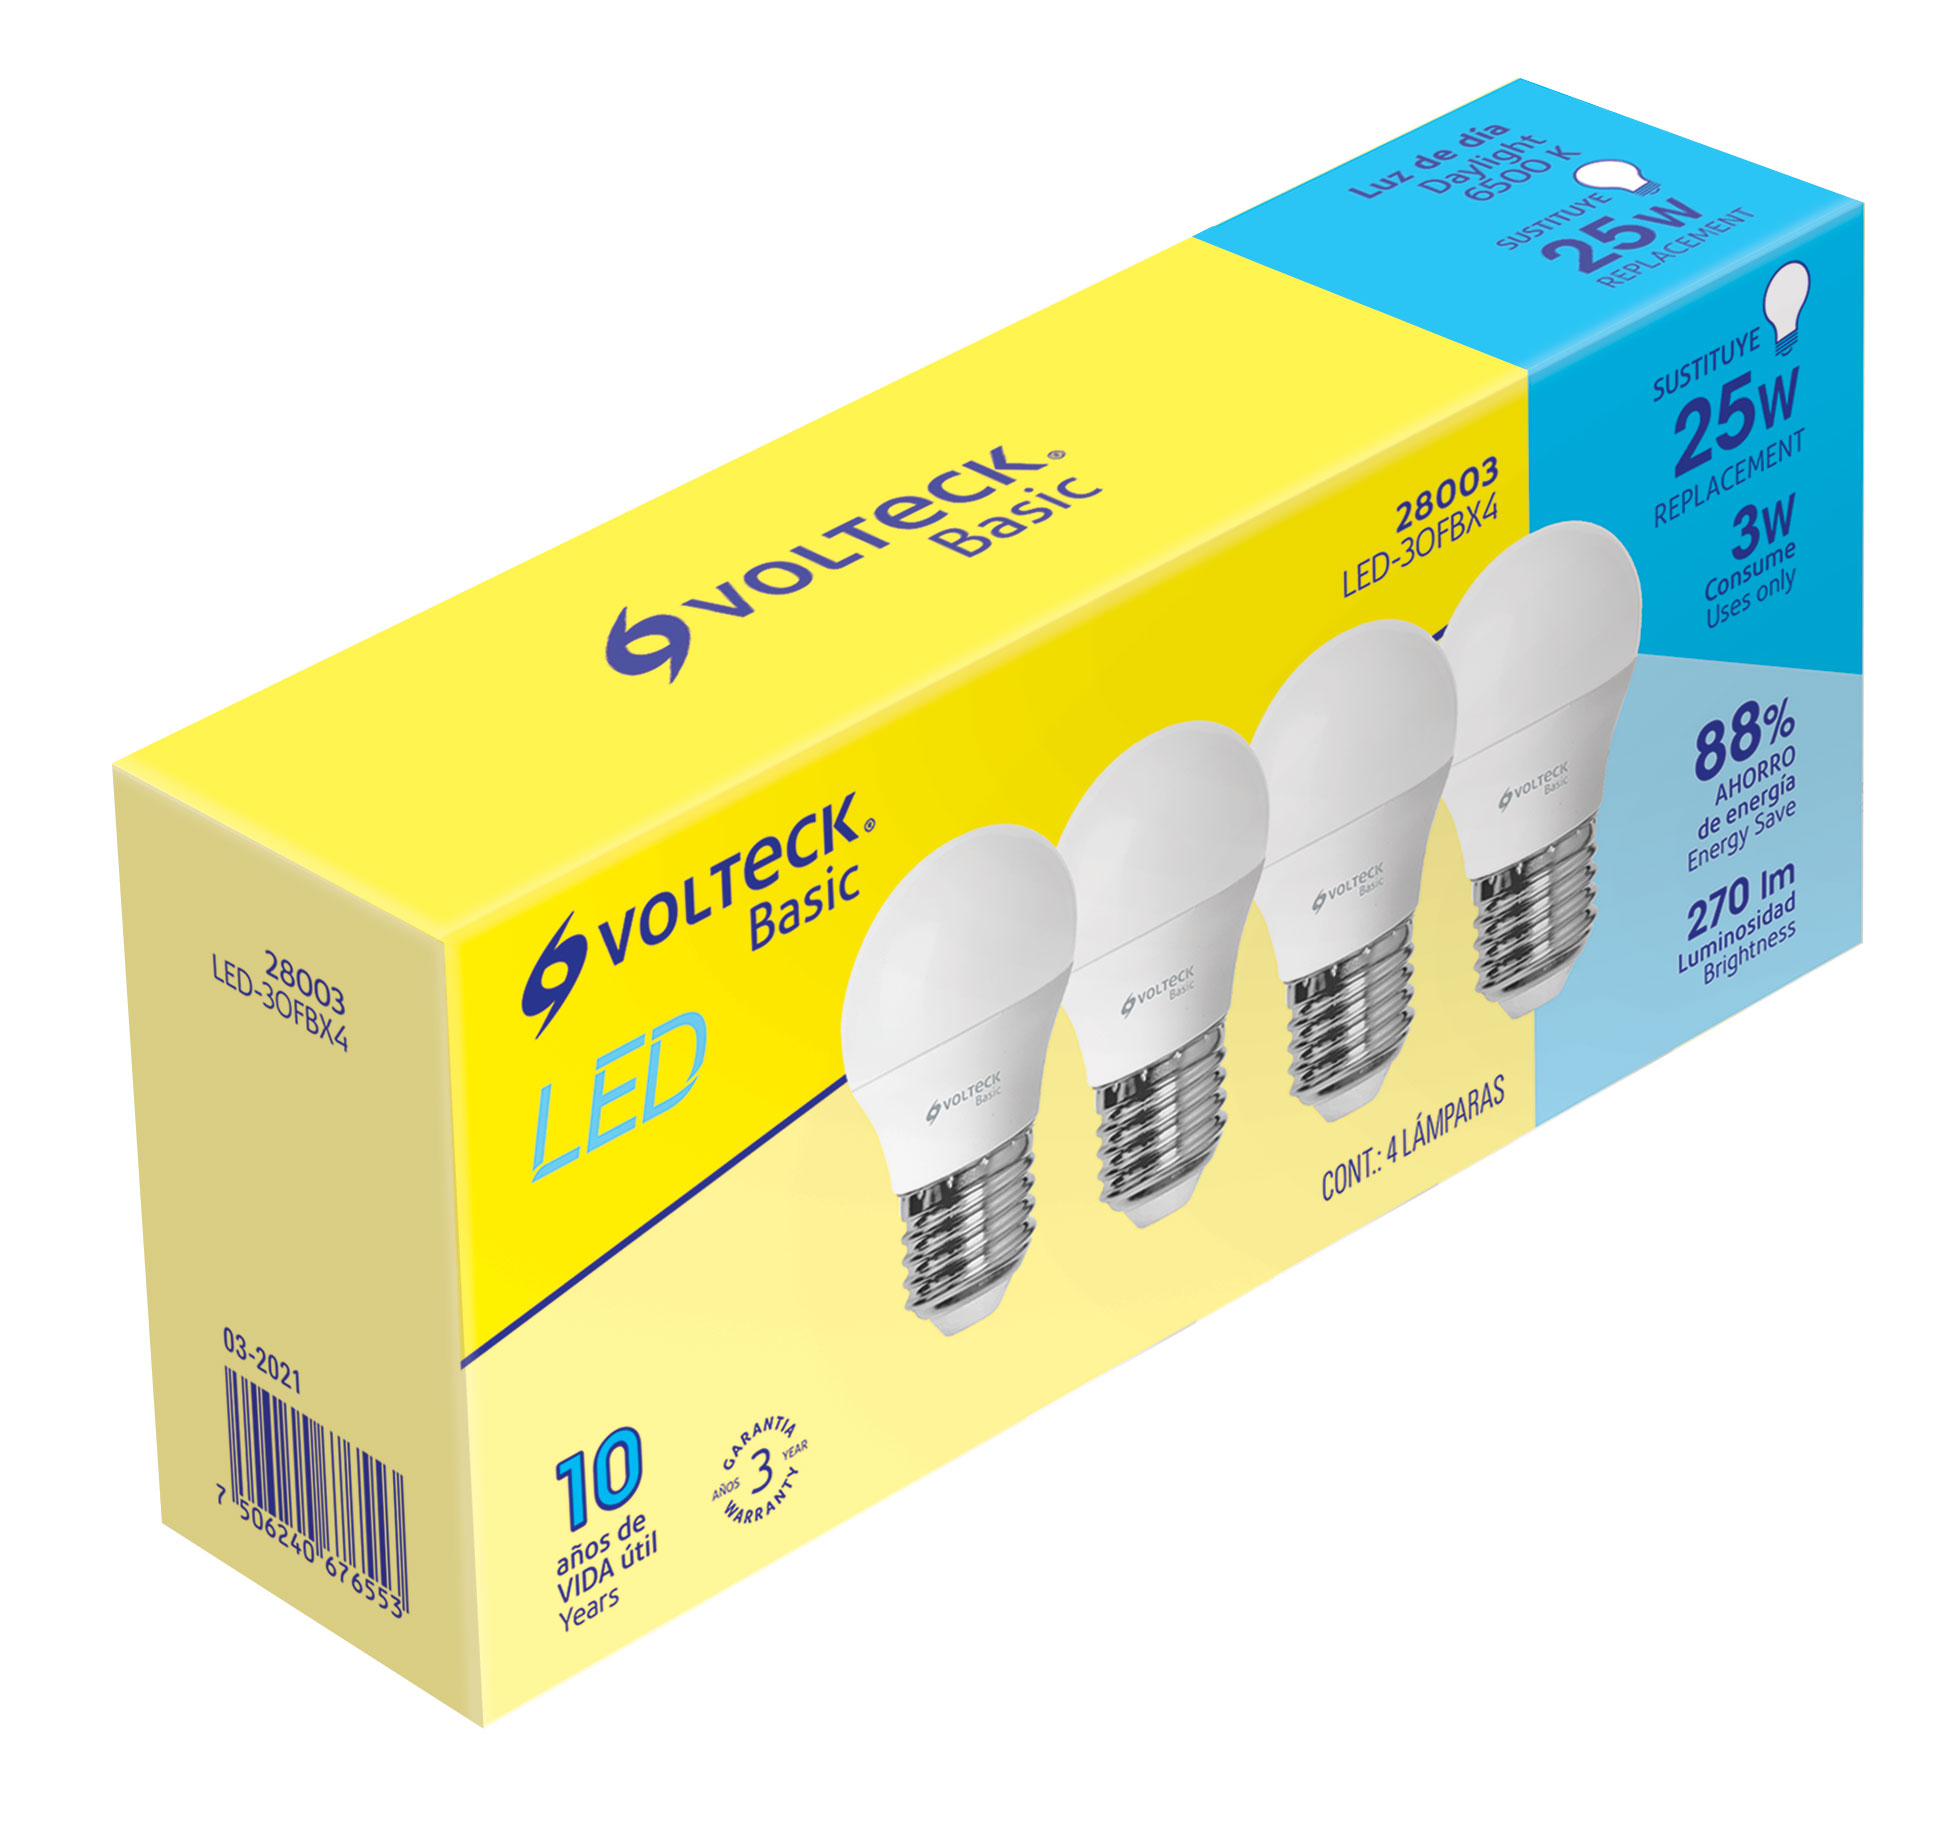 Luz de día
Daylight
6500 K
SUSTITUYE
25W
REPLACEMENT
VOLTECK®
Basic
28003
LED-30FBX4
SUSTITUYE
25W
REPLACEMENT
3W
Consume
Uses only
88%
AHORRO
de energía
Energy Save
270 lm
Luminosidad
Brightness
VOLTECK®
Basic
LED
VOLTECK
Basic
VOLTECK
Basic
VOLTECK
Basic
VOLTECK
Basic
CONT.: 4 LÁMPARAS
10
años de
VIDA útil
Years
GARANTIA
AÑOS 3 YEAR
WARRANTY
28003
LED-30FBX4
03-2021
7 506240 676553